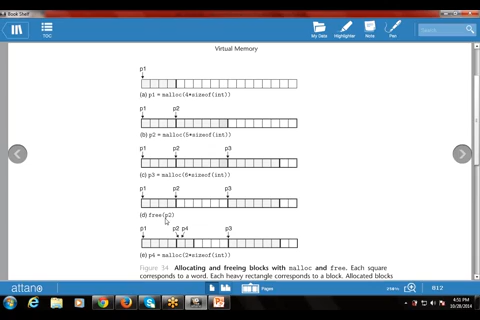 Book Shelf
TOC
My Data
Highlighter
Note
Pen
Search...
Virtual Memory
p1
(a) p1 = malloc(4*sizeof(int))
p1 p2
(b) p2 = malloc(5*sizeof(int))
p1 p2 p3
(c) p3 = malloc(6*sizeof(int))
p1 p2 p3
(d) free(p2)
p1 p2 p4 p3
(e) p4 = malloc(2*sizeof(int))
Figure 34 Allocating and freeing blocks with malloc and free. Each square
corresponds to a word. Each heavy rectangle corresponds to a block. Allocated blocks
attano
Pages
812
4:51 PM
10/28/2014